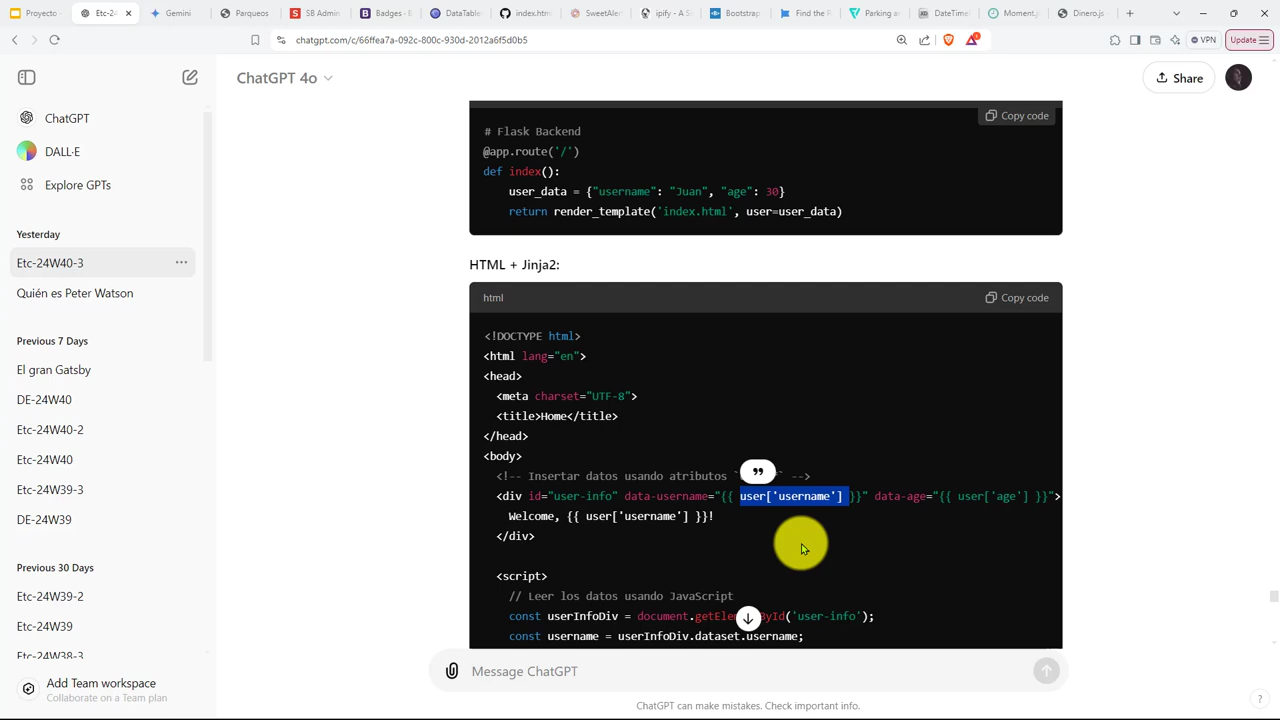 Proyecto
Etc-24
Gemini
Parqueos
SB Admin
Badges - B
DataTable
index.htm
SweetAler
ipify - A S
Bootstrap
Find the P
Parking an
DateTime
Moment.j
Dinero.js -
chatgpt.com/c/66ffea7a-092c-800c-930d-2012a6f5d0b5
VPN
Update
ChatGPT 4o
Share
ChatGPT
DALL·E
Explore GPTs
Yesterday
Etc-24W40-3
Quién es Peter Watson
Previous 7 Days
El gran Gatsby
DE-24W40
Etc-24W40-2
Etc-24W40
Etc-24W39-3
DE-24W39
Previous 30 Days
Etc-24W39-2
Etc-24W39
Etc-24W38-3
Add Team workspace
Collaborate on a Team plan
Copy code
# Flask Backend
@app.route('/')
def index():
user_data = {"username": "Juan", "age": 30}
return render_template('index.html', user=user_data)
HTML + Jinja2:
html
Copy code
<!DOCTYPE html>
<html lang="en">
<head>
<meta charset="UTF-8">
<title>Home</title>
</head>
<body>
<!-- Insertar datos usando atributos ` ` -->
<div id="user-info" data-username="{{ user['username'] }}" data-age="{{ user['age'] }}">
Welcome, {{ user['username'] }}!
</div>
<script>
// Leer los datos usando JavaScript
const userInfoDiv = document.getElementById('user-info');
const username = userInfoDiv.dataset.username;
Message ChatGPT
ChatGPT can make mistakes. Check important info.
?